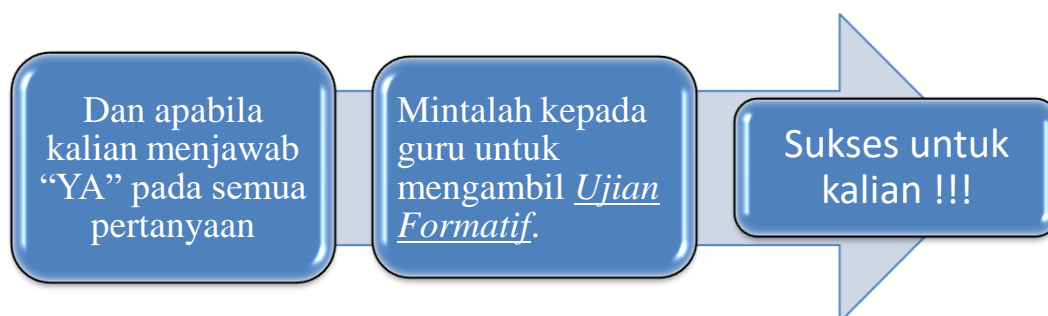 Dan apabila
kalian menjawab
“YA” pada semua
pertanyaan
Mintalah kepada
guru untuk
mengambil Ujian
Formatif.
Sukses untuk
kalian !!!